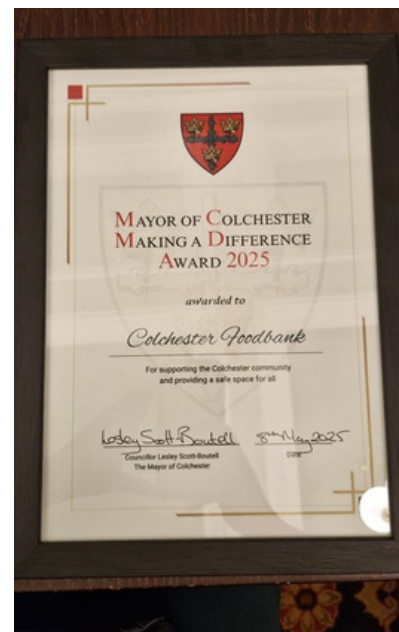 MAYOR OF COLCHESTER
MAKING A DIFFERENCE
AWARD 2025
awarded to
Colchester Foodbank
For supporting the Colchester community
and providing a safe space for all
Lesley Scott-Boutell 8th May 2025
Councillor Lesley Scott-Boutell Date
The Mayor of Colchester